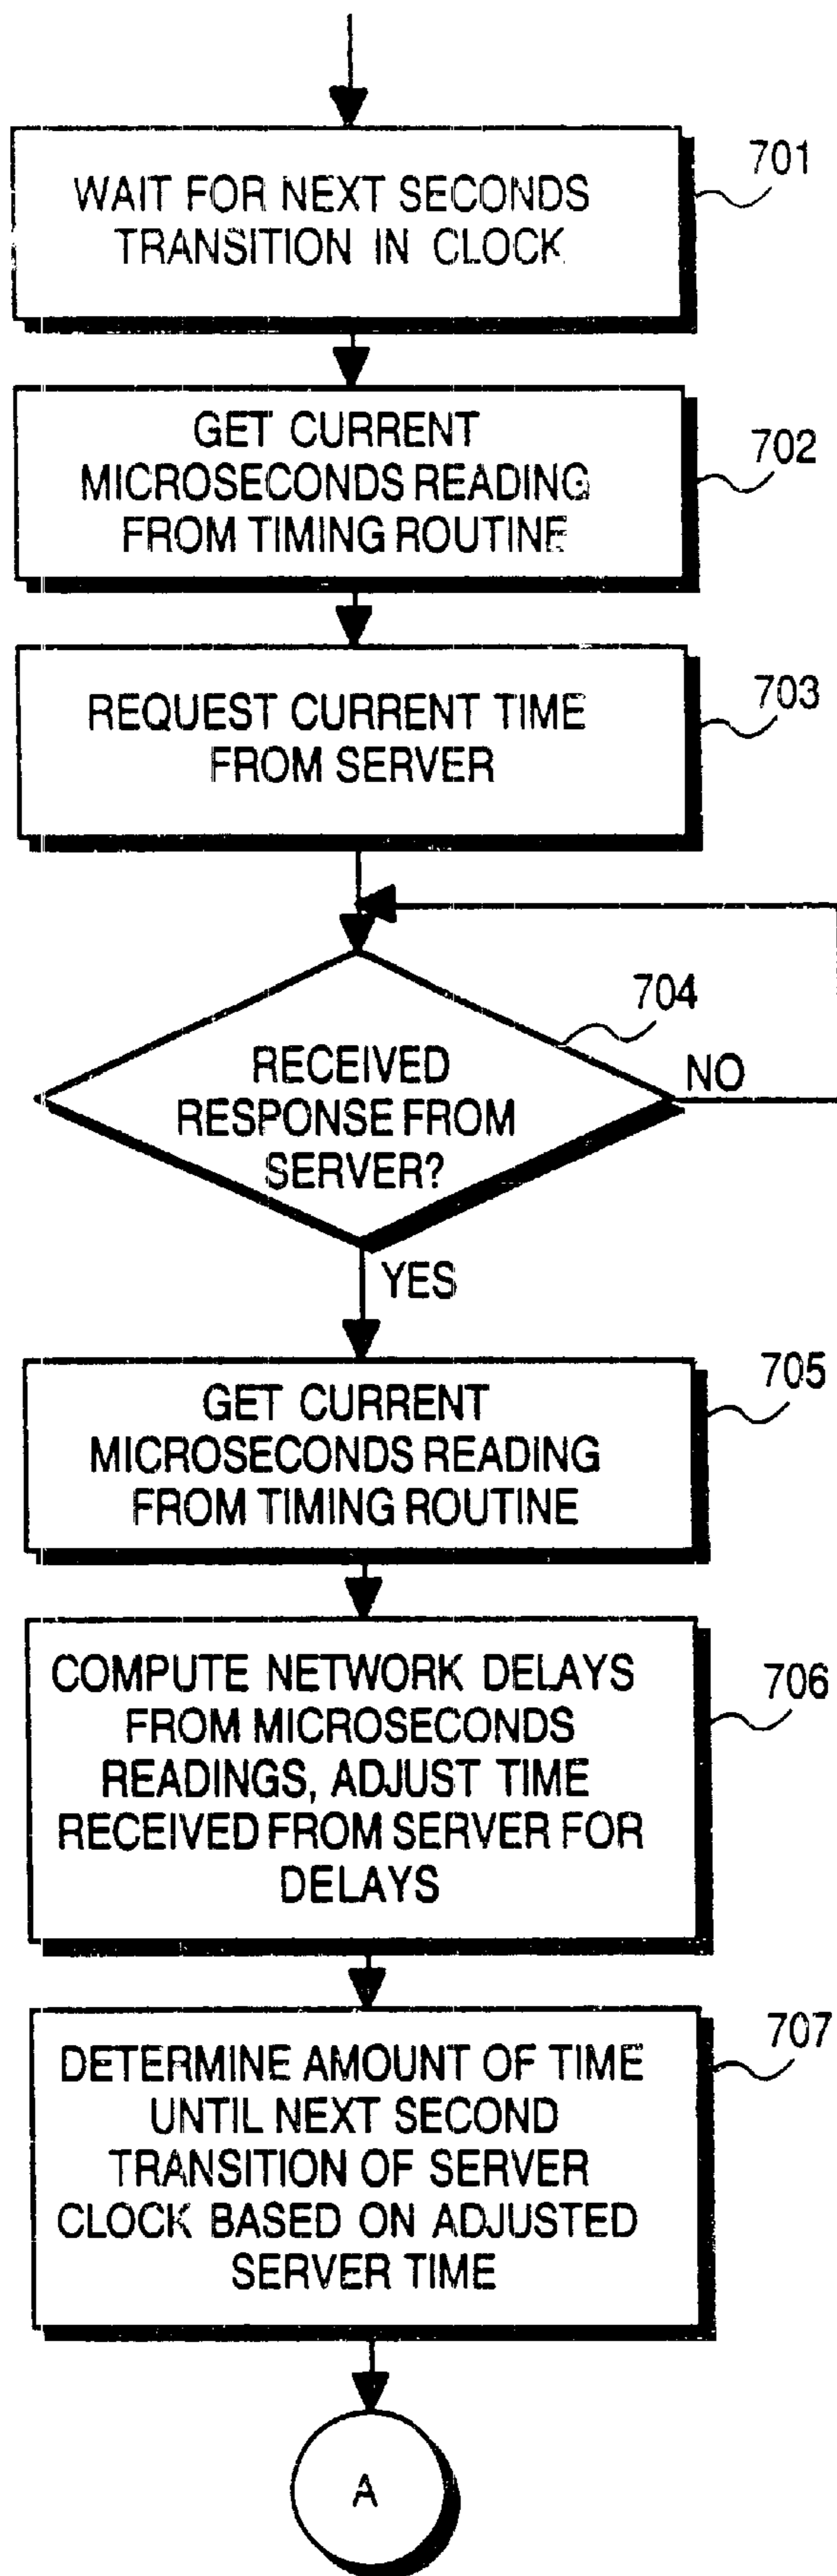 701
WAIT FOR NEXT SECONDS
TRANSITION IN CLOCK
702
GET CURRENT
MICROSECONDS READING
FROM TIMING ROUTINE
703
REQUEST CURRENT TIME
FROM SERVER
704
RECEIVED
RESPONSE FROM
SERVER?
NO
YES
705
GET CURRENT
MICROSECONDS READING
FROM TIMING ROUTINE
706
COMPUTE NETWORK DELAYS
FROM MICROSECONDS
READINGS, ADJUST TIME
RECEIVED FROM SERVER FOR
DELAYS
707
DETERMINE AMOUNT OF TIME
UNTIL NEXT SECOND
TRANSITION OF SERVER
CLOCK BASED ON ADJUSTED
SERVER TIME
A